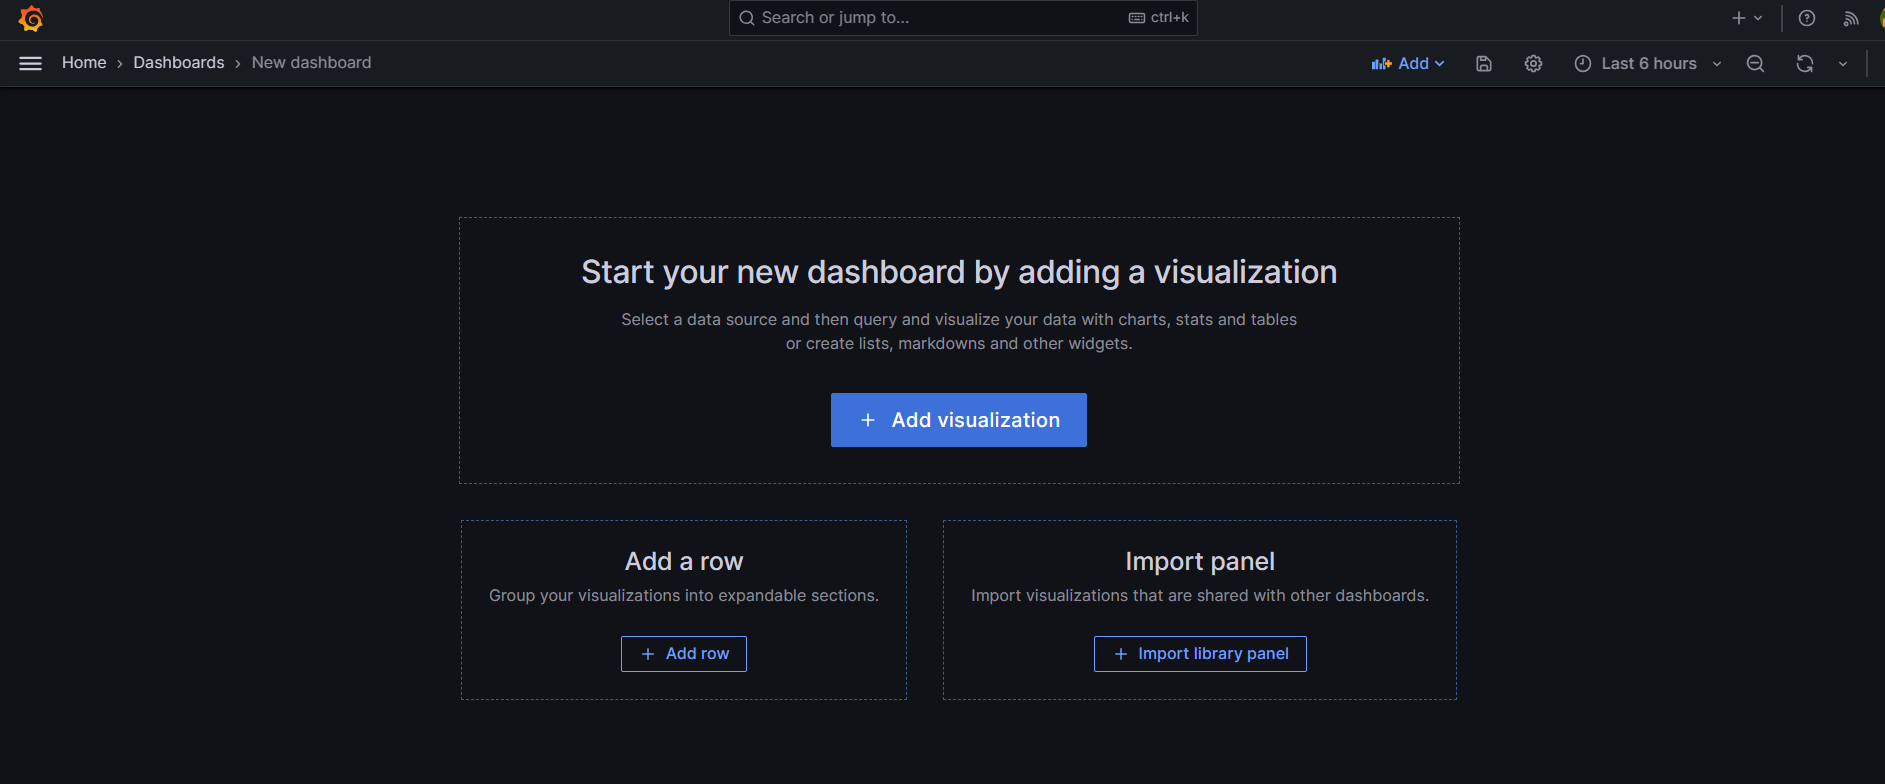 Search or jump to...
ctrl+k
Home › Dashboards › New dashboard
Add
Last 6 hours
Start your new dashboard by adding a visualization
Select a data source and then query and visualize your data with charts, stats and tables
or create lists, markdowns and other widgets.
+ Add visualization
Add a row
Group your visualizations into expandable sections.
+ Add row
Import panel
Import visualizations that are shared with other dashboards.
+ Import library panel